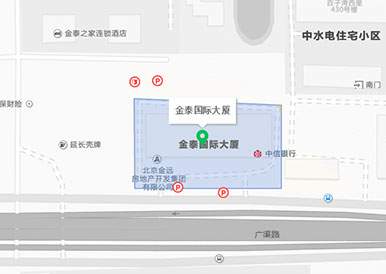 百子湾西里
430号楼
金泰之家连锁酒店
中水电住宅小区
南门
保财险
金泰国际大厦
延长壳牌
金泰国际大厦
中信银行
北京金远
房地产开发集团
有限公司
P
P
P
P
广渠路